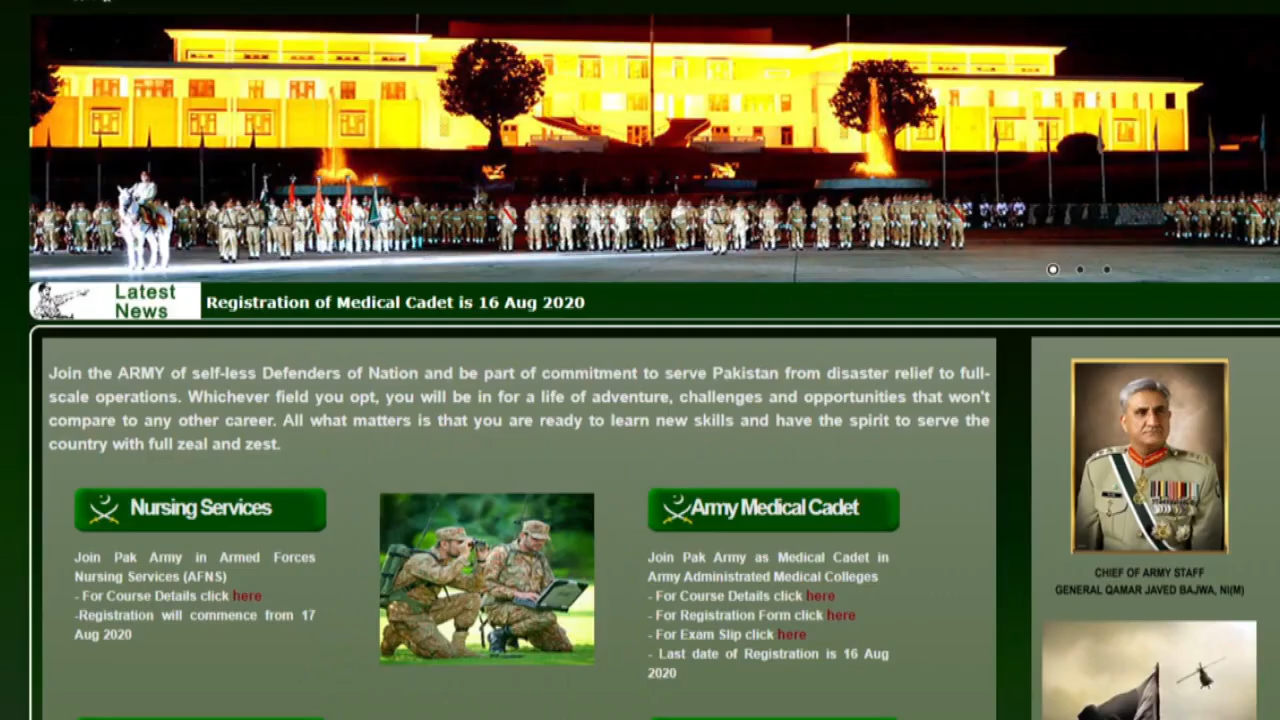 Latest
News
Registration of Medical Cadet is 16 Aug 2020
Join the ARMY of self-less Defenders of Nation and be part of commitment to serve Pakistan from disaster relief to full-
scale operations. Whichever field you opt, you will be in for a life of adventure, challenges and opportunities that won't
compare to any other career. All what matters is that you are ready to learn new skills and have the spirit to serve the
country with full zeal and zest.
Nursing Services
Join Pak Army in Armed Forces
Nursing Services (AFNS)
- For Course Details click here
-Registration will commence from 17
Aug 2020
Army Medical Cadet
Join Pak Army as Medical Cadet in
Army Administrated Medical Colleges
- For Course Details click here
- For Registration Form click here
- For Exam Slip click here
- Last date of Registration is 16 Aug
2020
CHIEF OF ARMY STAFF
GENERAL QAMAR JAVED BAJWA, NI(M)